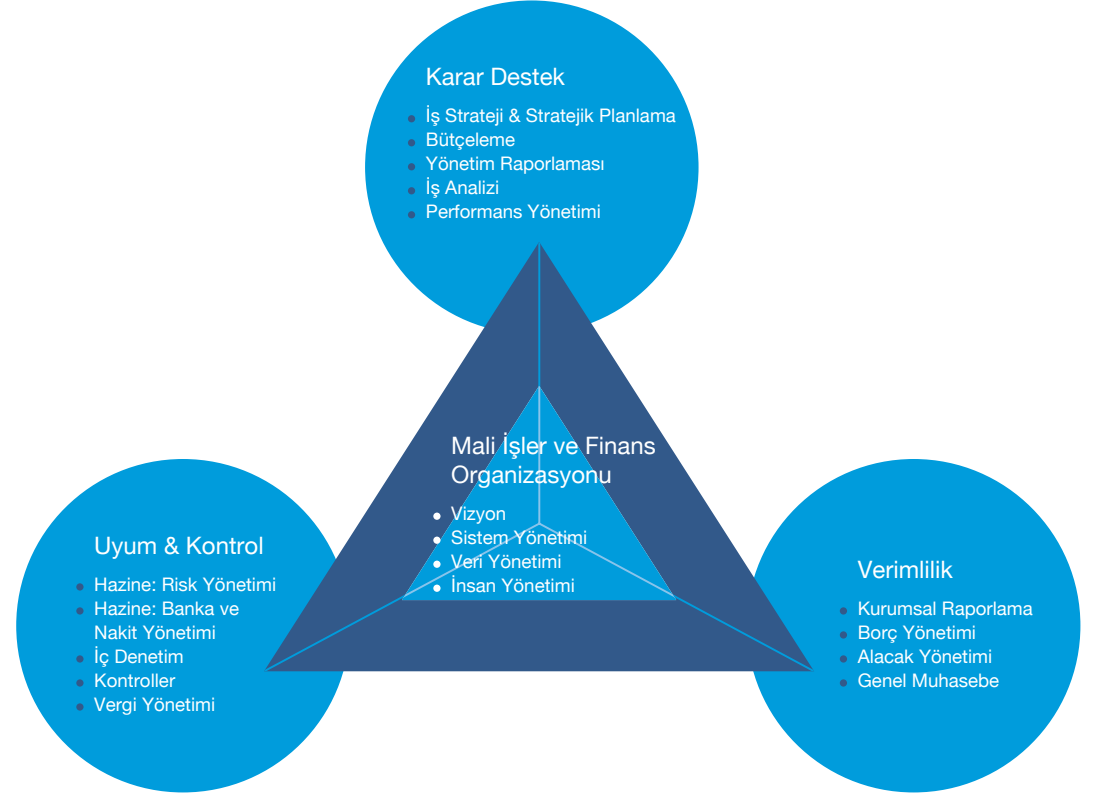 Karar Destek
İş Strateji & Stratejik Planlama
Bütçeleme
Yönetim Raporlaması
İş Analizi
Performans Yönetimi
Mali İşler ve Finans
Organizasyonu
Vizyon
Sistem Yönetimi
Veri Yönetimi
İnsan Yönetimi
Uyum & Kontrol
Hazine: Risk Yönetimi
Hazine: Banka ve
Nakit Yönetimi
İç Denetim
Kontroller
Vergi Yönetimi
Verimlilik
Kurumsal Raporlama
Borç Yönetimi
Alacak Yönetimi
Genel Muhasebe